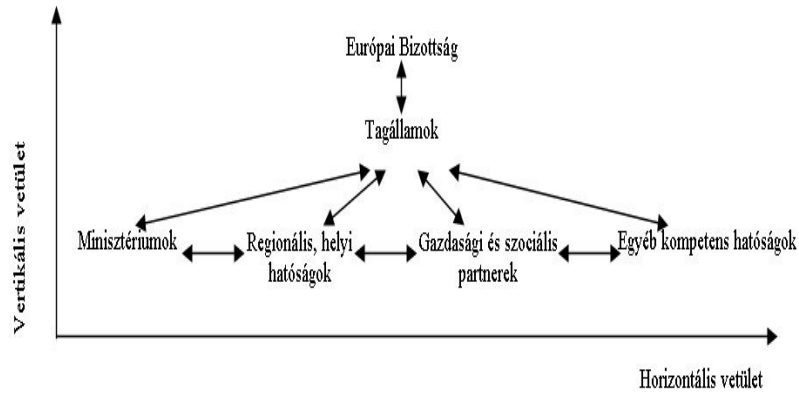 Európai Bizottság
Tagállamok
Vertikális vetület
Minisztériumok
Regionális, helyi
hatóságok
Gazdasági és szociális
partnerek
Egyéb kompetens hatóságok
Horizontális vetület